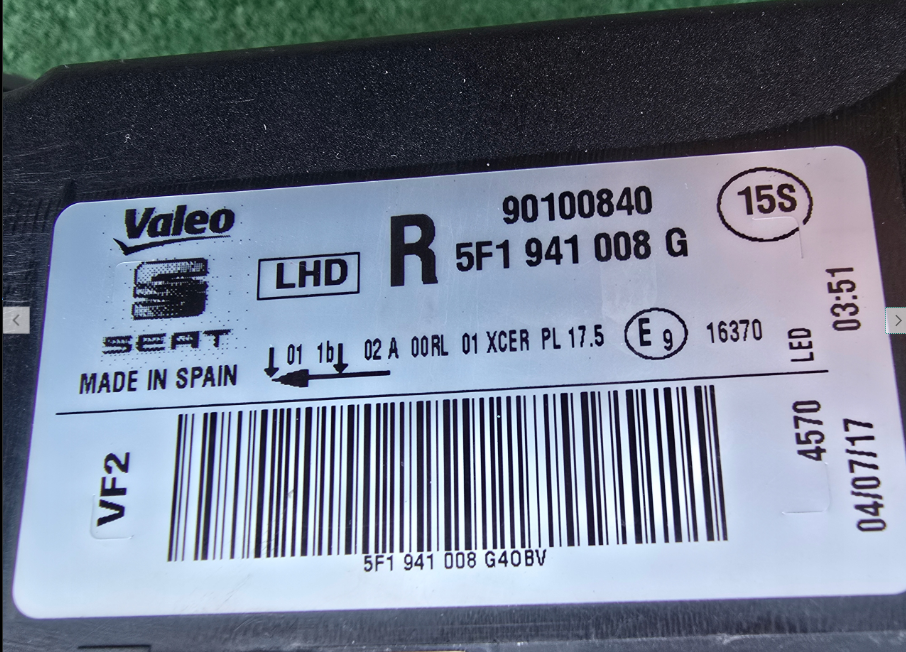 Valeo
SEAT
MADE IN SPAIN
LHD
R
90100840
5F1 941 008 G
15S
01 1b 02 A 00RL 01 XCER PL 17.5
E9
16370
LED
03:51
VF2
5F1 941 008 G40BV
4570
04/07/17